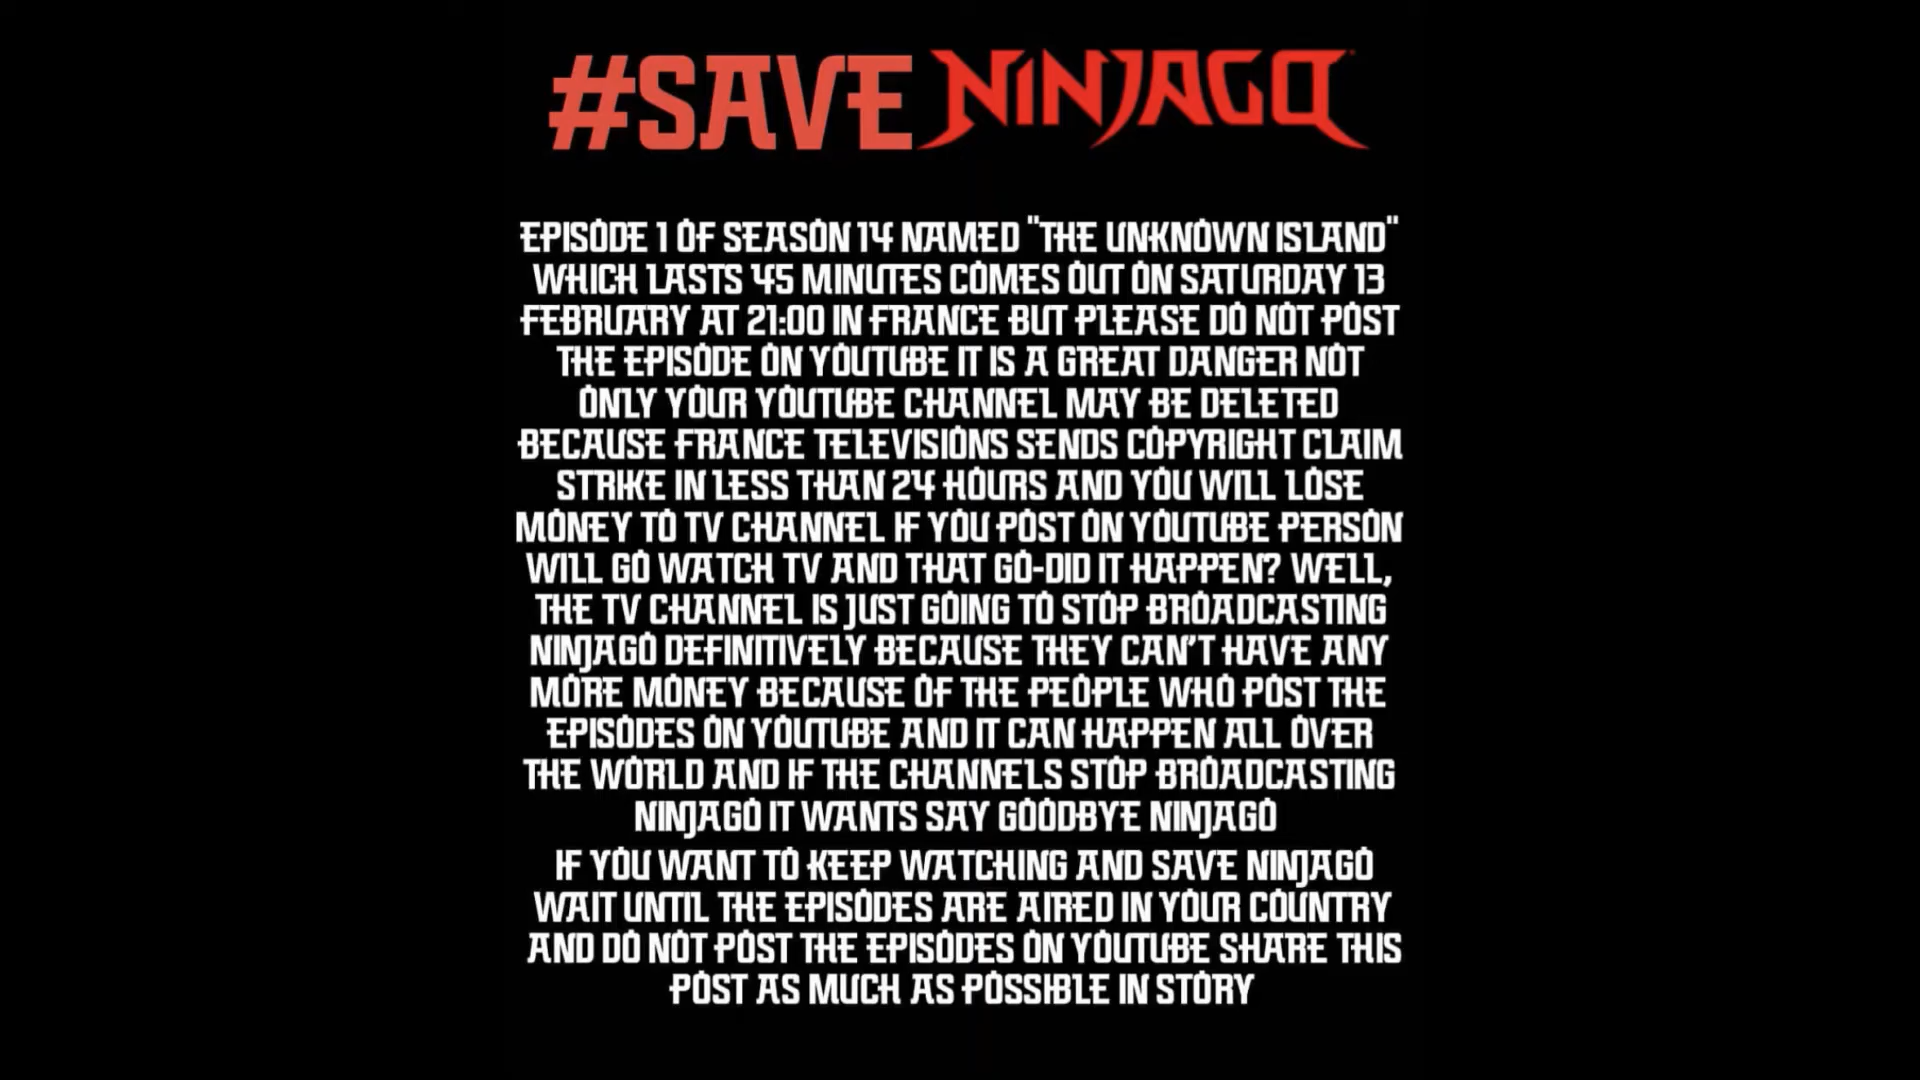 #SAVE NINJAGO
EPISODE 1 OF SEASON 14 NAMED "THE UNKNOWN ISLAND"
WHICH LASTS 45 MINUTES COMES OUT ON SATURDAY 13
FEBRUARY AT 21:00 IN FRANCE BUT PLEASE DO NOT POST
THE EPISODE ON YOUTUBE IT IS A GREAT DANGER NOT
ONLY YOUR YOUTUBE CHANNEL MAY BE DELETED
BECAUSE FRANCE TELEVISIONS SENDS COPYRIGHT CLAIM
STRIKE IN LESS THAN 24 HOURS AND YOU WILL LOSE
MONEY TO TV CHANNEL IF YOU POST ON YOUTUBE PERSON
WILL GO WATCH TV AND THAT GO-DID IT HAPPEN? WELL,
THE TV CHANNEL IS JUST GOING TO STOP BROADCASTING
NINJAGO DEFINITIVELY BECAUSE THEY CAN'T HAVE ANY
MORE MONEY BECAUSE OF THE PEOPLE WHO POST THE
EPISODES ON YOUTUBE AND IT CAN HAPPEN ALL OVER
THE WORLD AND IF THE CHANNELS STOP BROADCASTING
NINJAGO IT WANTS SAY GOODBYE NINJAGO
IF YOU WANT TO KEEP WATCHING AND SAVE NINJAGO
WAIT UNTIL THE EPISODES ARE AIRED IN YOUR COUNTRY
AND DO NOT POST THE EPISODES ON YOUTUBE SHARE THIS
POST AS MUCH AS POSSIBLE IN STORY